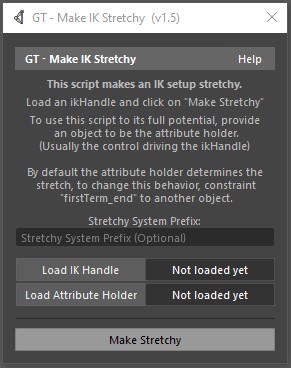 GT - Make IK Stretchy (v1.5)
GT - Make IK Stretchy Help
This script makes an IK setup stretchy.
Load an ikHandle and click on "Make Stretchy"
To use this script to its full potential, provide
an object to be the attribute holder.
(Usually the control driving the ikHandle)
By default the attribute holder determines the
stretch, to change this behavior, constraint
"firstTerm_end" to another object.
Stretchy System Prefix:
Stretchy System Prefix (Optional)
Load IK Handle Not loaded yet
Load Attribute Holder Not loaded yet
Make Stretchy